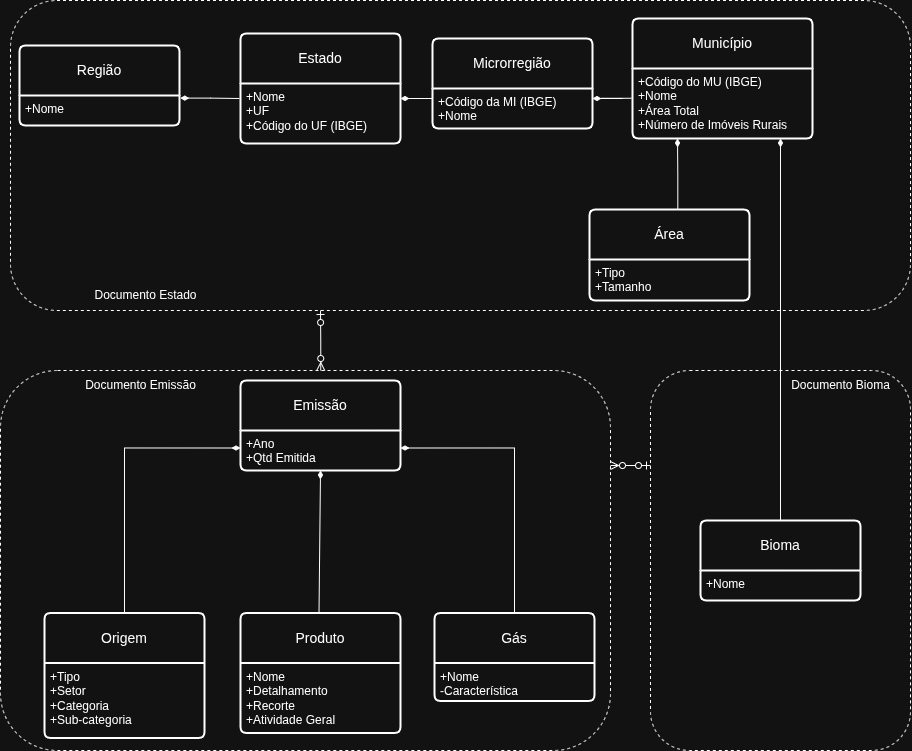 Região
+Nome
Estado
+Nome
+UF
+Código do UF (IBGE)
Microrregião
+Código da MI (IBGE)
+Nome
Município
+Código do MU (IBGE)
+Nome
+Área Total
+Número de Imóveis Rurais
Área
+Tipo
+Tamanho
Documento Estado
Documento Emissão
Documento Bioma
Emissão
+Ano
+Qtd Emitida
Bioma
+Nome
Origem
+Tipo
+Setor
+Categoria
+Sub-categoria
Produto
+Nome
+Detalhamento
+Recorte
+Atividade Geral
Gás
+Nome
-Característica